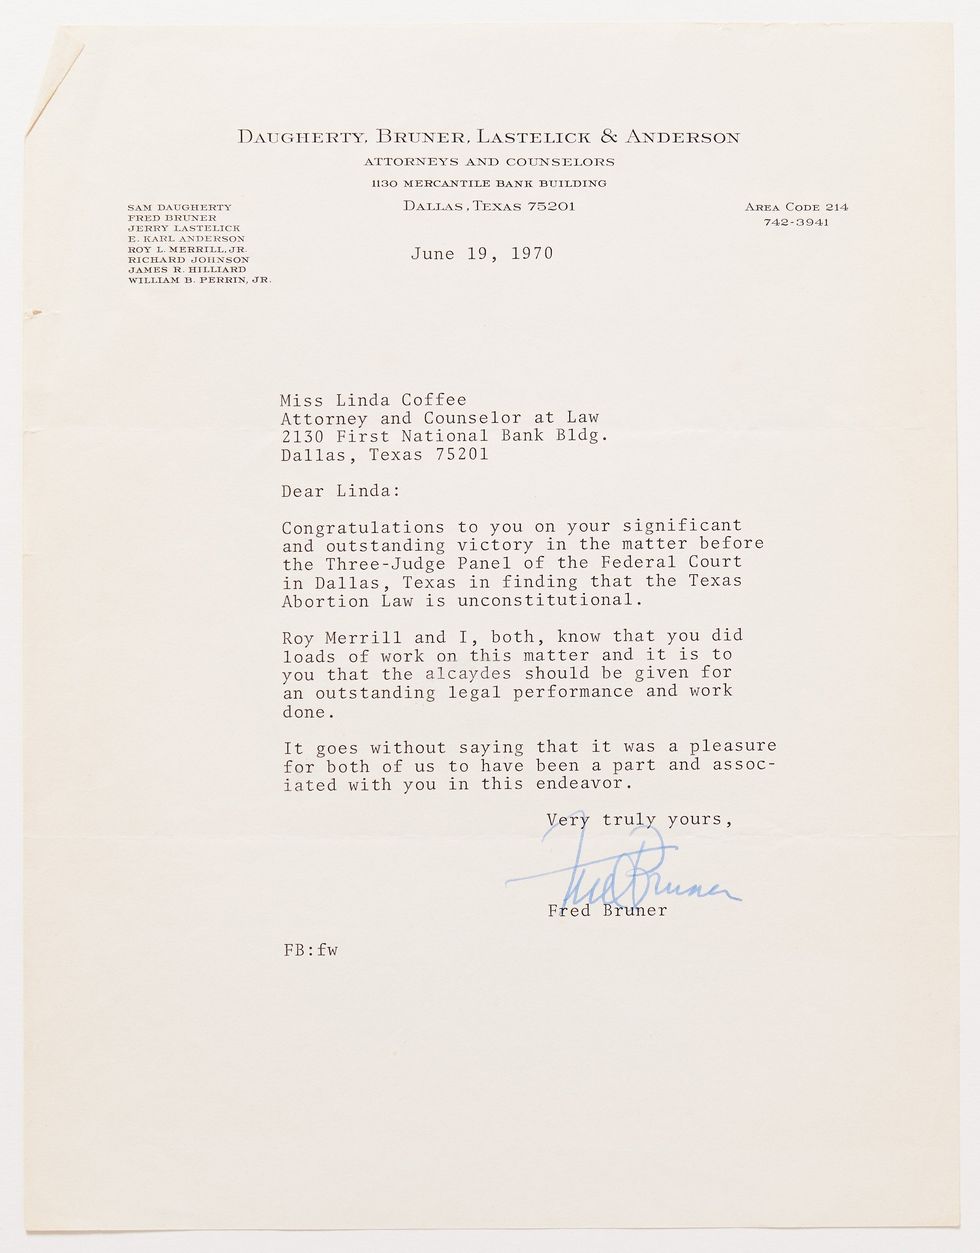 DAUGHERTY, BRUNER, LASTELICK & ANDERSON
ATTORNEYS AND COUNSELORS
1130 MERCANTILE BANK BUILDING
DALLAS, TEXAS 75201
SAM DAUGHERTY
FRED BRUNER
JERRY LASTELICK
E. KARL ANDERSON
ROY L. MERRILL, JR.
RICHARD JOHNSON
JAMES R. HILLIARD
WILLIAM B. PERRIN, JR.
AREA CODE 214
742-3941
June 19, 1970
Miss Linda Coffee
Attorney and Counselor at Law
2130 First National Bank Bldg.
Dallas, Texas 75201
Dear Linda:
Congratulations to you on your significant
and outstanding victory in the matter before
the Three-Judge Panel of the Federal Court
in Dallas, Texas in finding that the Texas
Abortion Law is unconstitutional.
Roy Merrill and I, both, know that you did
loads of work on this matter and it is to
you that the alcaydes should be given for
an outstanding legal performance and work
done.
It goes without saying that it was a pleasure
for both of us to have been a part and assoc-
iated with you in this endeavor.
Very truly yours,
Fred Bruner
Fred Bruner
FB:fw